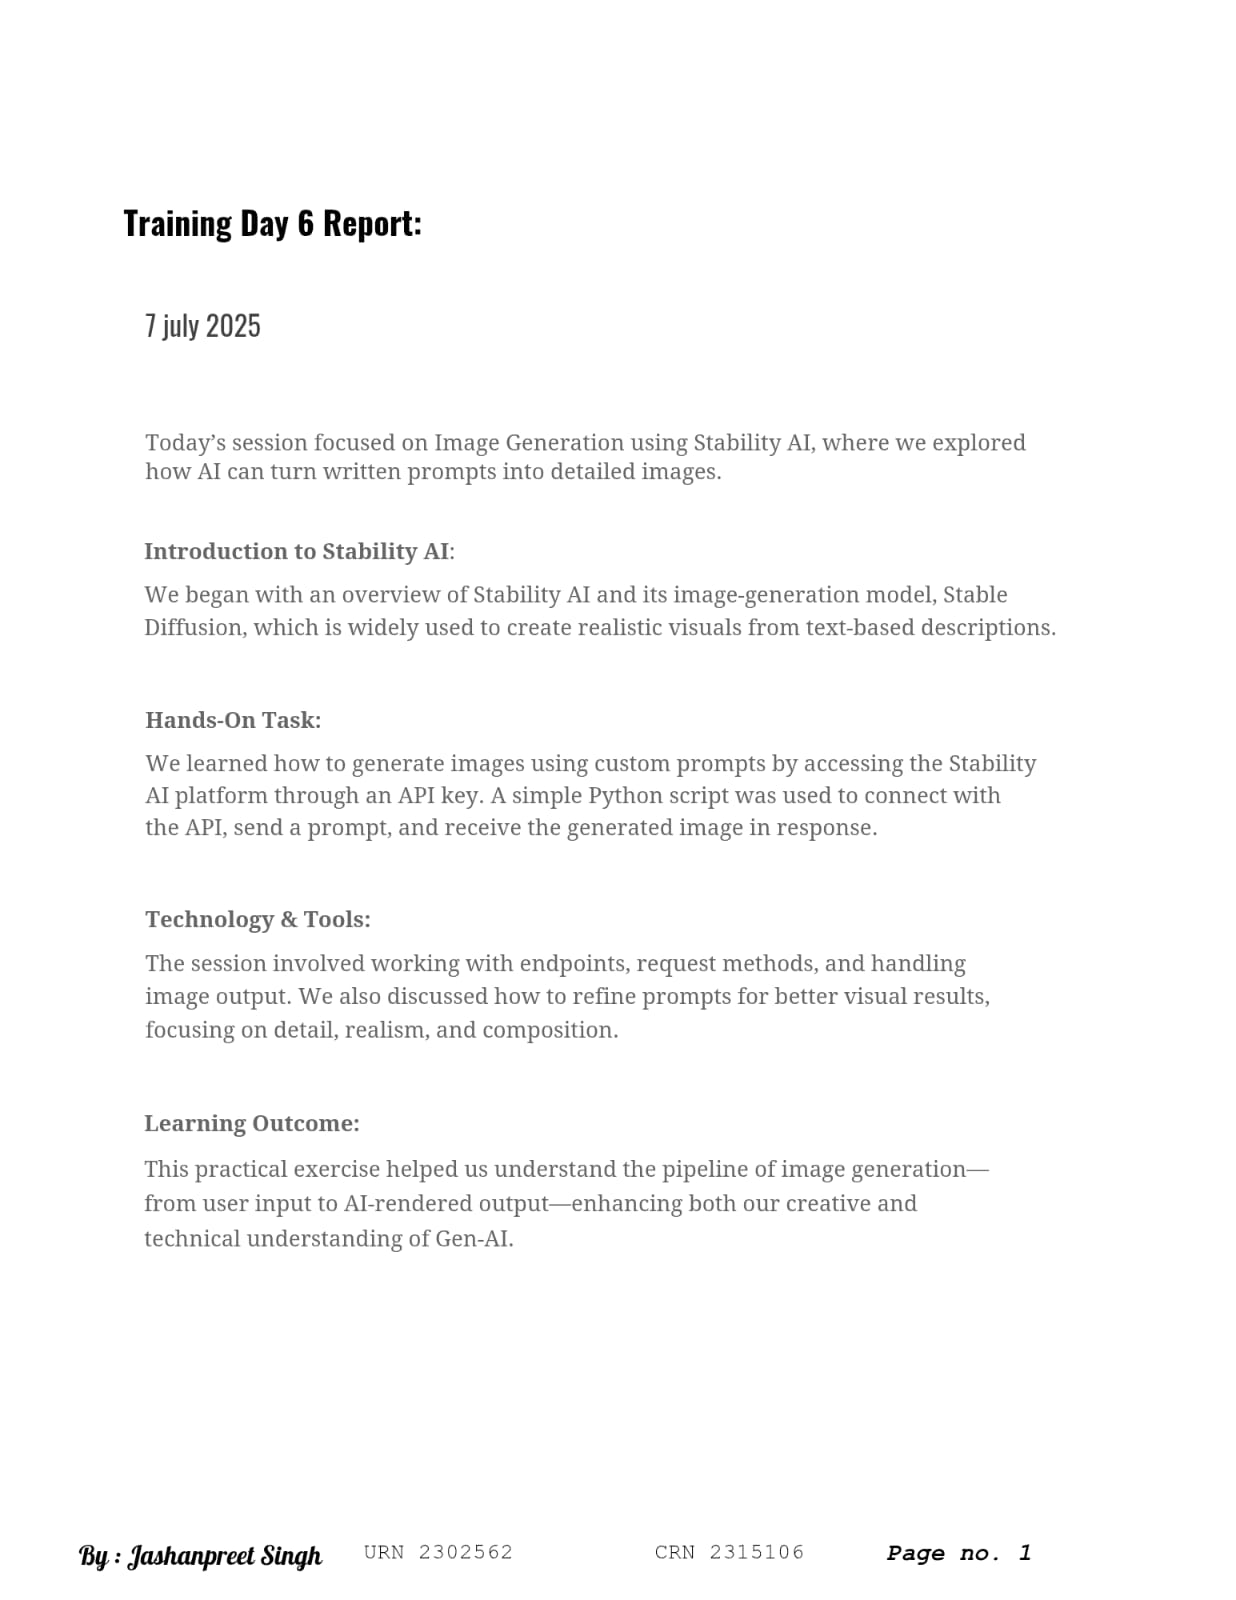 Training Day 6 Report:
7 july 2025
Today’s session focused on Image Generation using Stability AI, where we explored
how AI can turn written prompts into detailed images.
Introduction to Stability AI:
We began with an overview of Stability AI and its image-generation model, Stable
Diffusion, which is widely used to create realistic visuals from text-based descriptions.
Hands-On Task:
We learned how to generate images using custom prompts by accessing the Stability
AI platform through an API key. A simple Python script was used to connect with
the API, send a prompt, and receive the generated image in response.
Technology & Tools:
The session involved working with endpoints, request methods, and handling
image output. We also discussed how to refine prompts for better visual results,
focusing on detail, realism, and composition.
Learning Outcome:
This practical exercise helped us understand the pipeline of image generation—
from user input to AI-rendered output—enhancing both our creative and
technical understanding of Gen-AI.
By : Jashanpreet Singh URN 2302562 CRN 2315106 Page no. 1